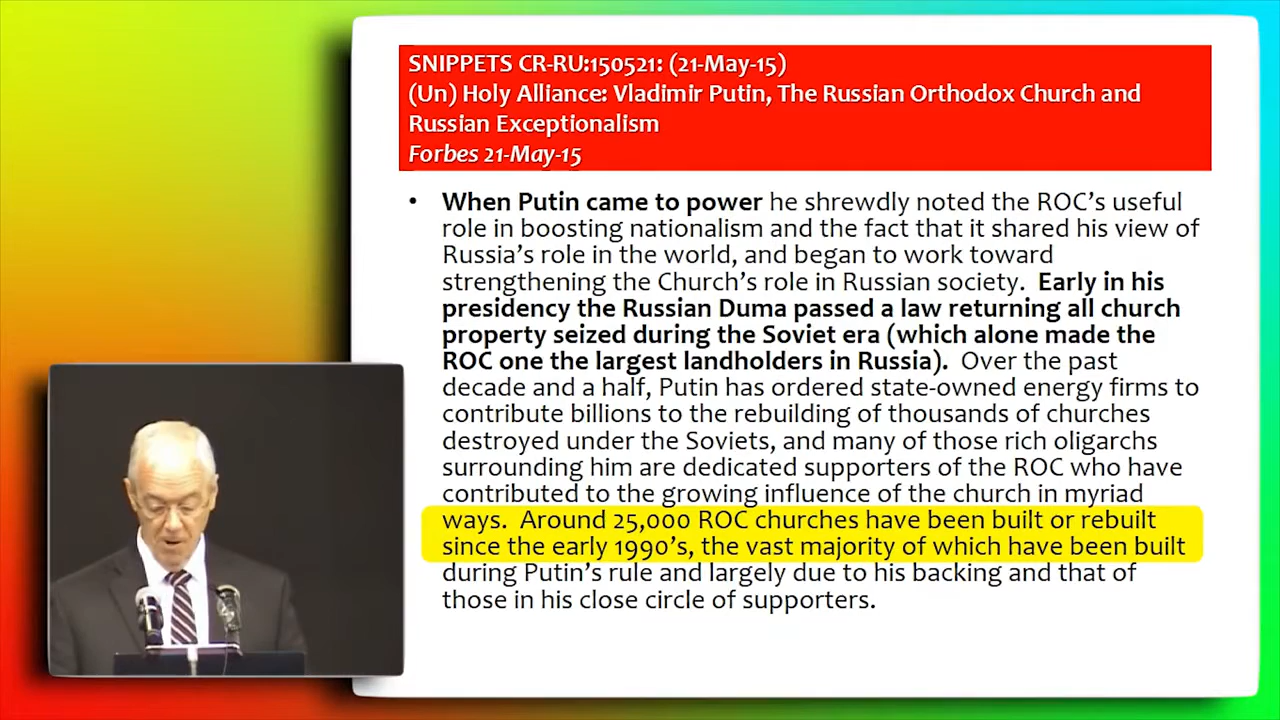 SNIPPETS CR-RU:150521: (21-May-15)
(Un) Holy Alliance: Vladimir Putin, The Russian Orthodox Church and
Russian Exceptionalism
Forbes 21-May-15
• When Putin came to power he shrewdly noted the ROC's useful
role in boosting nationalism and the fact that it shared his view of
Russia's role in the world, and began to work toward
strengthening the Church's role in Russian society. Early in his
presidency the Russian Duma passed a law returning all church
property seized during the Soviet era (which alone made the
ROC one the largest landholders in Russia). Over the past
decade and a half, Putin has ordered state-owned energy firms to
contribute billions to the rebuilding of thousands of churches
destroyed under the Soviets, and many of those rich oligarchs
surrounding him are dedicated supporters of the ROC who have
contributed to the growing influence of the church in myriad
ways. Around 25,000 ROC churches have been built or rebuilt
since the early 1990's, the vast majority of which have been built
during Putin's rule and largely due to his backing and that of
those in his close circle of supporters.